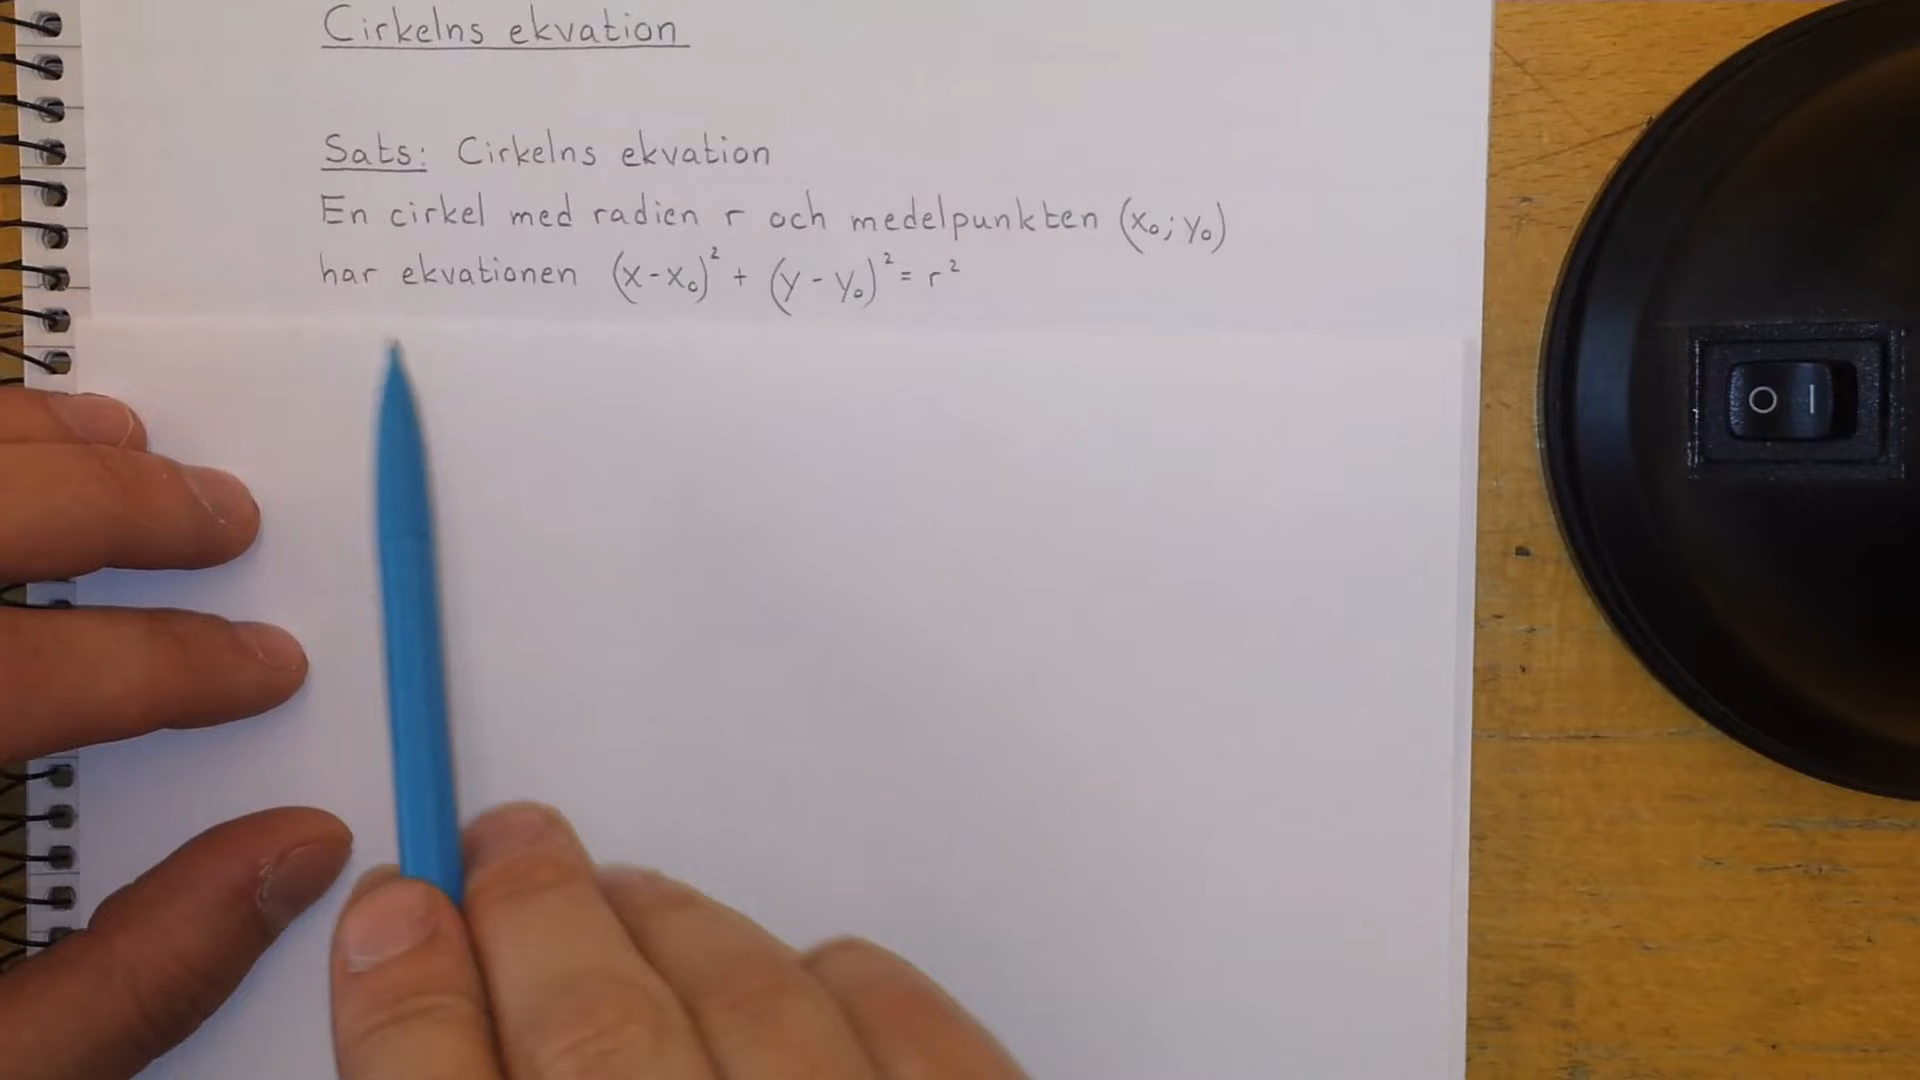 Cirkelns ekvation
Sats: Cirkelns ekvation
En cirkel med radien r och medelpunkten (x₀; y₀)
har ekvationen (x-x₀)² + (y-y₀)² = r²
O I